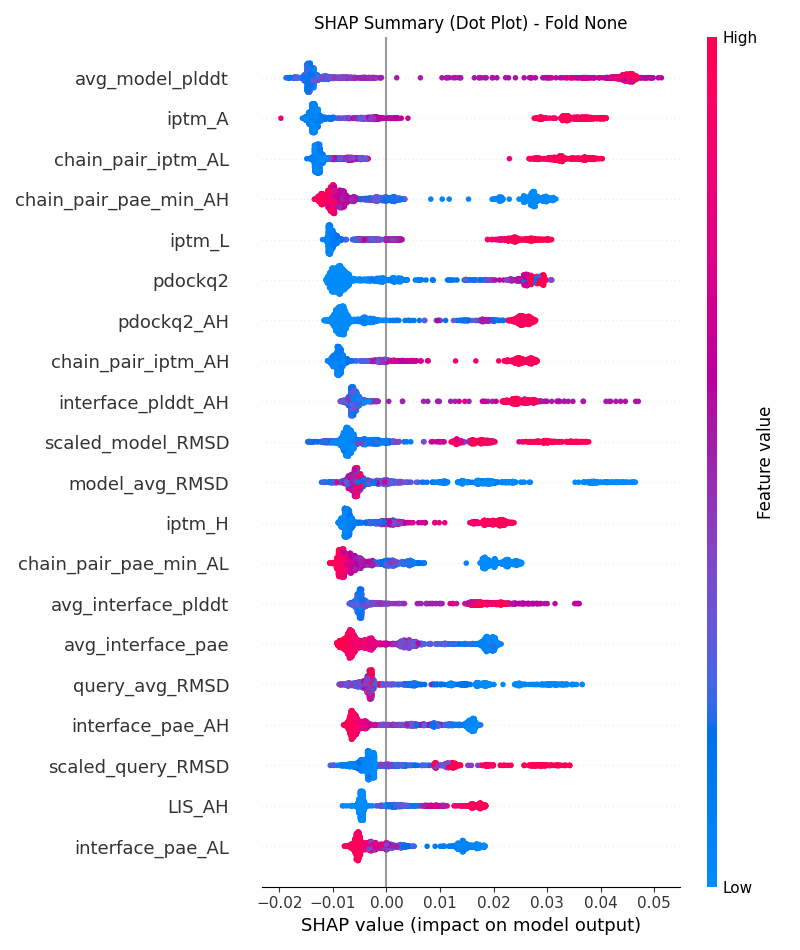 SHAP Summary (Dot Plot) - Fold None
High
avg_model_plddt
iptm_A
chain_pair_iptm_AL
chain_pair_pae_min_AH
iptm_L
pdockq2
pdockq2_AH
chain_pair_iptm_AH
interface_plddt_AH
scaled_model_RMSD
model_avg_RMSD
iptm_H
chain_pair_pae_min_AL
avg_interface_plddt
avg_interface_pae
query_avg_RMSD
interface_pae_AH
scaled_query_RMSD
LIS_AH
interface_pae_AL
Feature value
Low
−0.02 −0.01 0.00 0.01 0.02 0.03 0.04 0.05
SHAP value (impact on model output)